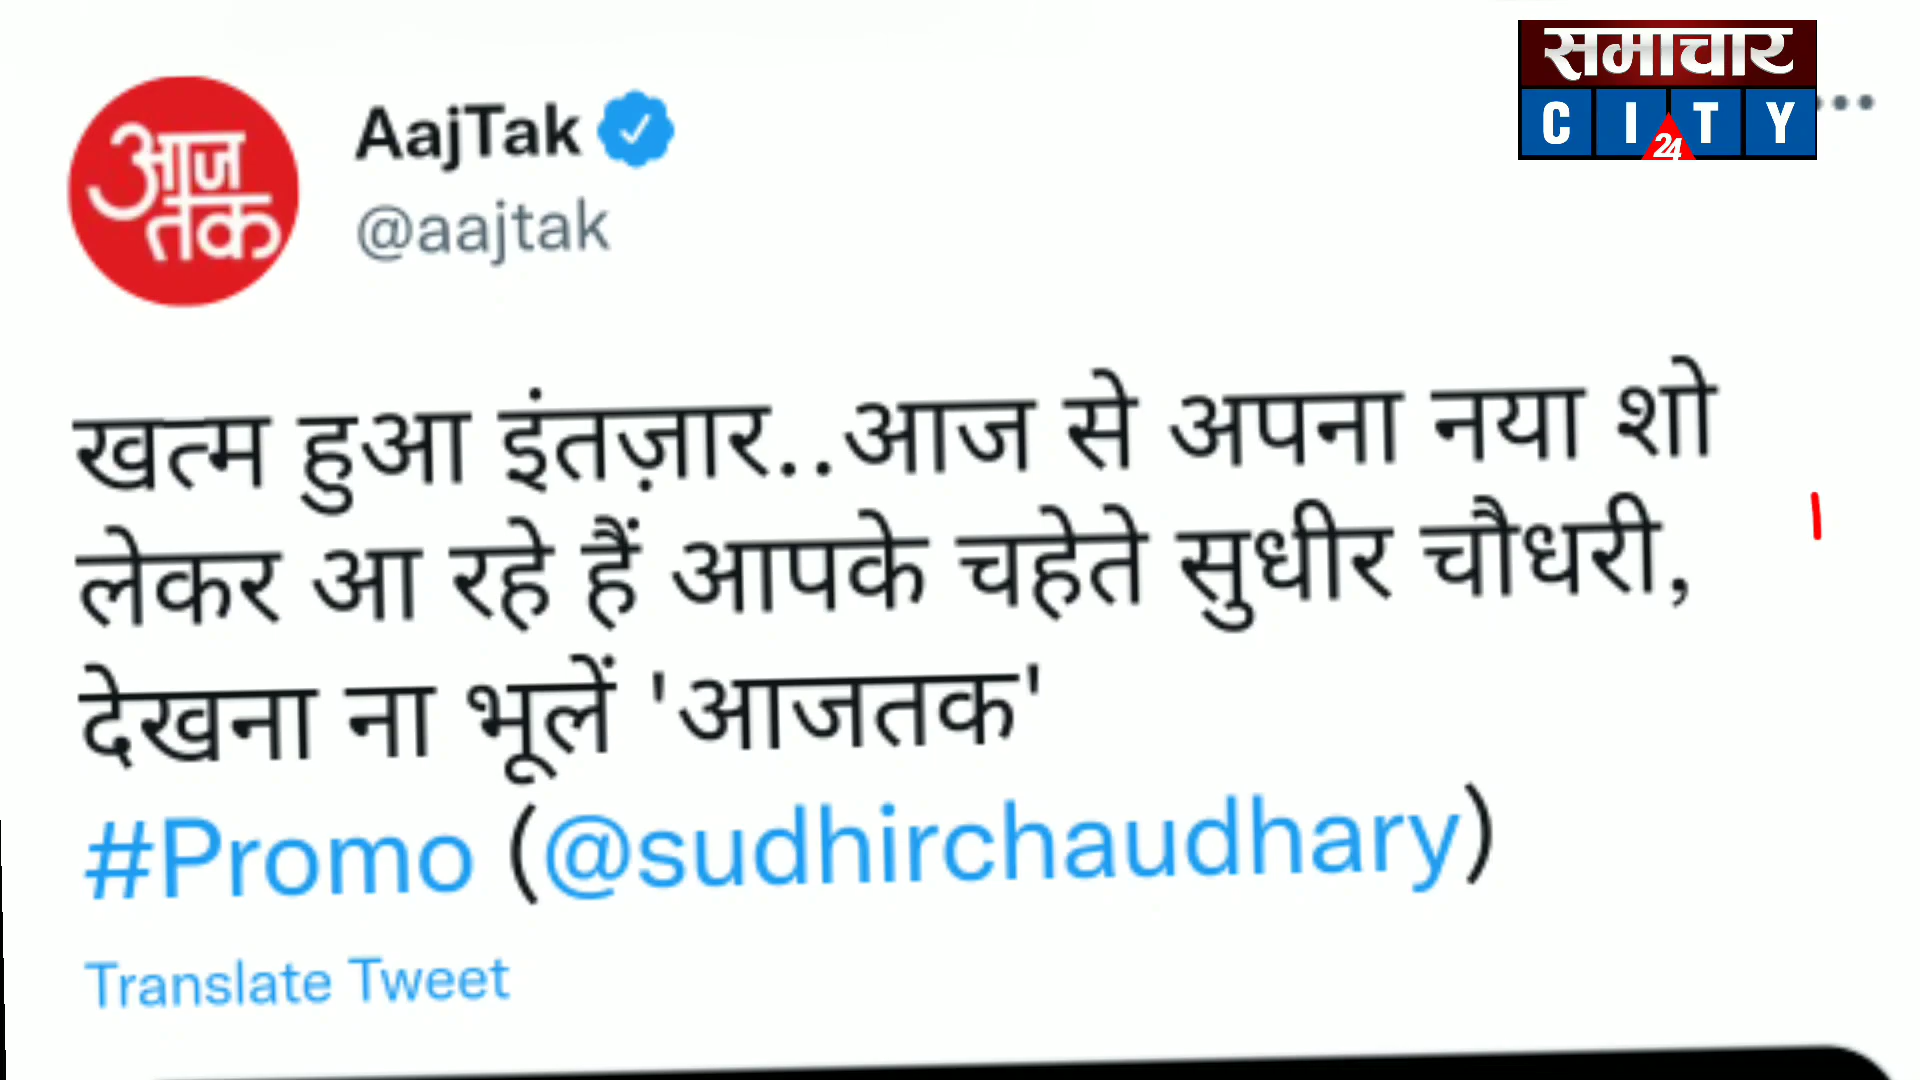 समाचार
CITY
24
आज
तक
AajTak
@aajtak
खत्म हुआ इंतज़ार..आज से अपना नया शो
लेकर आ रहे हैं आपके चहेते सुधीर चौधरी,
देखना ना भूलें 'आजतक'
#Promo (@sudhirchaudhary)
Translate Tweet